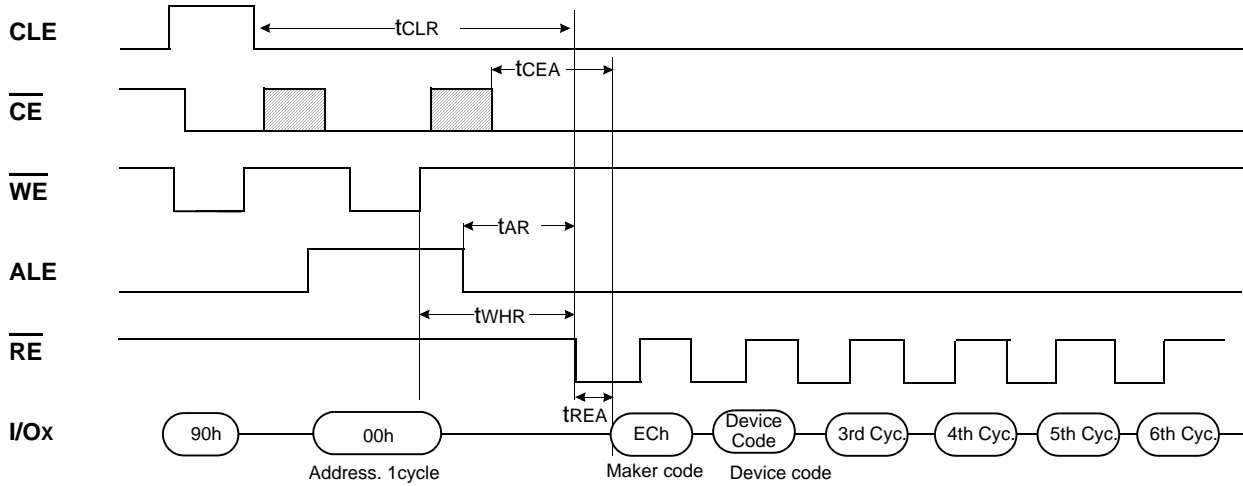 CLE
tCLR
tCEA
CE
WE
tAR
ALE
tWHR
RE
tREA
I/Ox
90h
00h
ECh
Device
Code
3rd Cyc.
4th Cyc.
5th Cyc.
6th Cyc.
Address. 1cycle
Maker code
Device code